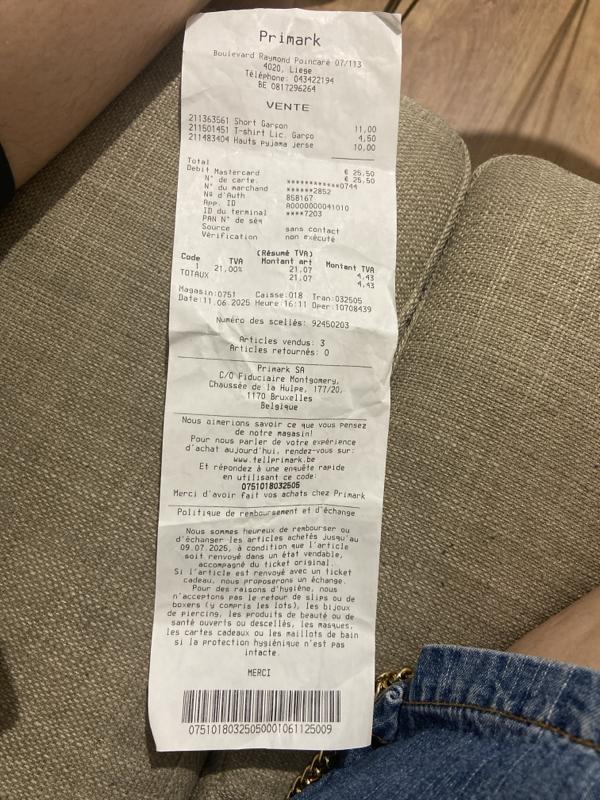 Primark
Boulevard Raymond Poincaré 07/113
4020, Liege
Téléphone: 043422194
BE 0817296264
VENTE
211363561 Short Garçon 11,00
211501451 T-shirt Lic. Garço 4,50
211483404 Hauts pyjama jerse 10,00
Total € 25,50
Debit Mastercard € 25,50
N° de carte. ************0744
N° du marchand ******2852
N° d'Auth 858167
App. ID A0000000041010
ID du terminal ****7203
PAN N° de séq
Source sans contact
Vérification non exécuté
(Résumé TVA)
Code TVA Montant art Montant TVA
1 21,00% 21,07 4,43
TOTAUX 21,07 4,43
Magasin:0751 Caisse:018 Tran:032505
Date:11.06.2025 Heure:16:11 Oper:10708439
Numéro des scellés: 92450203
Articles vendus: 3
Articles retournés: 0
Primark SA
C/O Fiduciaire Montgomery,
Chaussée de la Hulpe, 177/20,
1170 Bruxelles
Belgique
Nous aimerions savoir ce que vous pensez
de notre magasin!
Pour nous parler de votre expérience
d'achat aujourd'hui, rendez-vous sur:
www.tellprimark.be
Et répondez à une enquête rapide
en utilisant ce code:
0751018032505
Merci d'avoir fait vos achats chez Primark
Politique de remboursement et d'échange
Nous sommes heureux de rembourser ou
d'échanger les articles achetés jusqu'au
09.07.2025, à condition que l'article
soit renvoyé dans un état vendable,
accompagné du ticket original.
Si l'article est renvoyé avec un ticket
cadeau, nous proposerons un échange.
Pour des raisons d'hygiène, nous
n'acceptons pas le retour de slips ou de
boxers (y compris les lots), les bijoux
de piercing, les produits de beauté ou de
santé ouverts ou descellés, les masques,
les cartes cadeaux ou les maillots de bain
si la protection hygiénique n'est pas
intacte.
MERCI
07510180325050001061125009